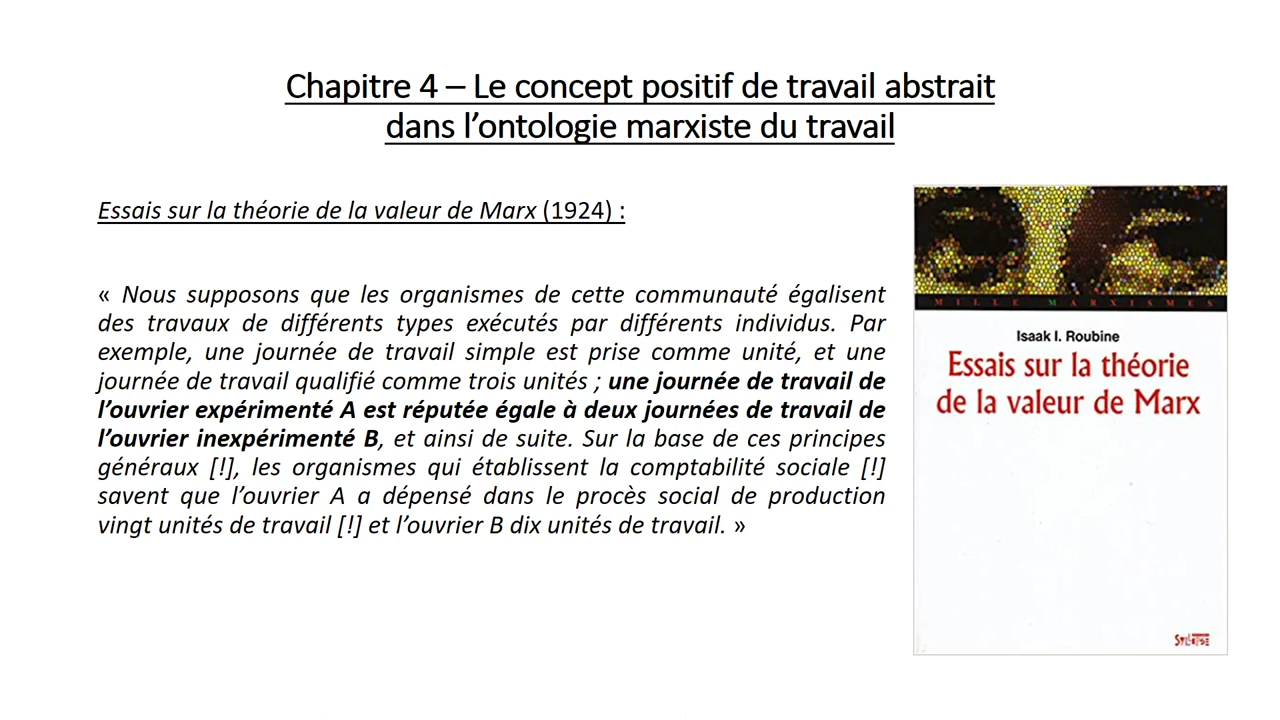 Chapitre 4 – Le concept positif de travail abstrait
dans l’ontologie marxiste du travail
Essais sur la théorie de la valeur de Marx (1924) :
« Nous supposons que les organismes de cette communauté égalisent
des travaux de différents types exécutés par différents individus. Par
exemple, une journée de travail simple est prise comme unité, et une
journée de travail qualifié comme trois unités ; une journée de travail de
l’ouvrier expérimenté A est réputée égale à deux journées de travail de
l’ouvrier inexpérimenté B, et ainsi de suite. Sur la base de ces principes
généraux [!], les organismes qui établissent la comptabilité sociale [!]
savent que l’ouvrier A a dépensé dans le procès social de production
vingt unités de travail [!] et l’ouvrier B dix unités de travail. »
MILLE MARXISMES
Isaak I. Roubine
Essais sur la théorie
de la valeur de Marx
SYLLEPSE